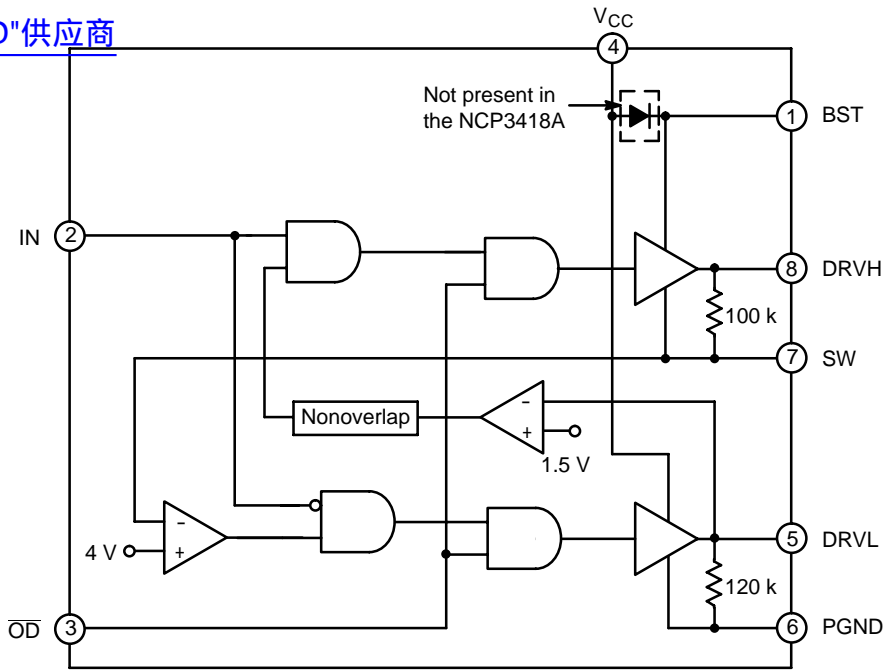 D"供应商
VCC
4
Not present in
the NCP3418A
1 BST
IN 2
8 DRVH
100 k
7 SW
Nonoverlap
-
+
1.5 V
-
4 V +
5 DRVL
120 k
OD 3
6 PGND